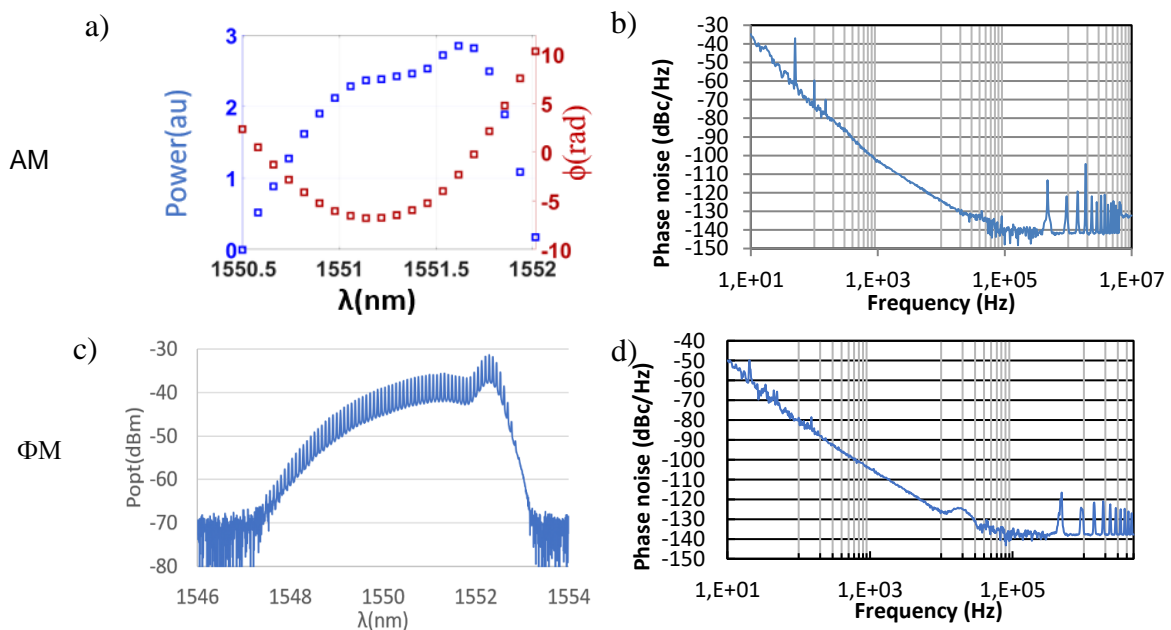 a)
AM
Power(au)
3
2
1
0
10
5
0
-5
-10
ϕ(rad)
1550.5 1551 1551.5 1552
λ(nm)
b)
Phase noise (dBc/Hz)
-30
-40
-50
-60
-70
-80
-90
-100
-110
-120
-130
-140
-150
1,E+01 1,E+03 1,E+05 1,E+07
Frequency (Hz)
c)
ΦM
Popt(dBm)
-30
-40
-50
-60
-70
-80
1546 1548 1550 1552 1554
λ(nm)
d)
Phase noise (dBc/Hz)
-40
-50
-60
-70
-80
-90
-100
-110
-120
-130
-140
-150
1,E+01 1,E+03 1,E+05
Frequency (Hz)